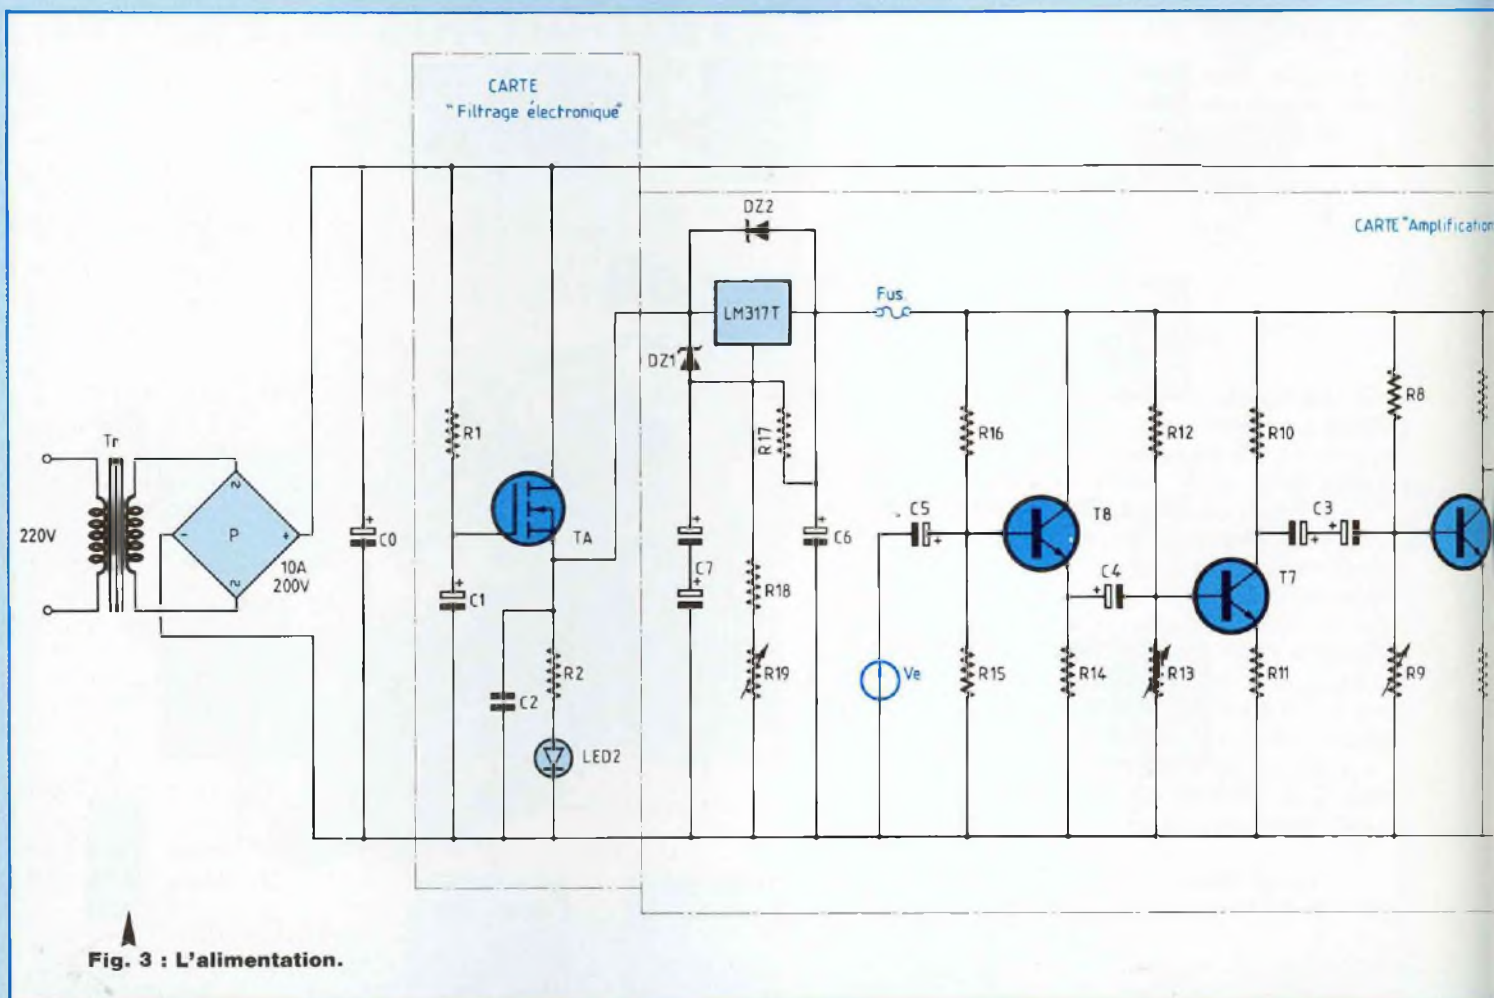 CARTE
"Filtrage électronique"
DZ2
CARTE "Amplification
LM317T
Fus.
DZ1
R1
R17
R16
R12
R10
R8
Tr
220V
~
- P +
~
10A
200V
C0
TA
C6
C5
T8
C3
C1
C7
R18
C4
T7
R2
C2
R19
Ve
R15
R14
R13
R11
R9
LED2
Fig. 3 : L'alimentation.